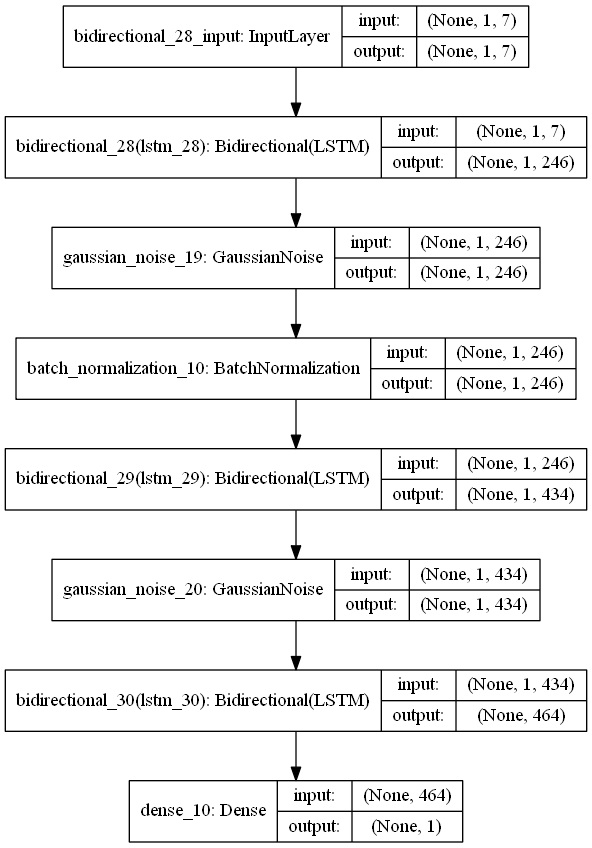 bidirectional_28_input: InputLayer
input:
(None, 1, 7)
output:
(None, 1, 7)
bidirectional_28(lstm_28): Bidirectional(LSTM)
input:
(None, 1, 7)
output:
(None, 1, 246)
gaussian_noise_19: GaussianNoise
input:
(None, 1, 246)
output:
(None, 1, 246)
batch_normalization_10: BatchNormalization
input:
(None, 1, 246)
output:
(None, 1, 246)
bidirectional_29(lstm_29): Bidirectional(LSTM)
input:
(None, 1, 246)
output:
(None, 1, 434)
gaussian_noise_20: GaussianNoise
input:
(None, 1, 434)
output:
(None, 1, 434)
bidirectional_30(lstm_30): Bidirectional(LSTM)
input:
(None, 1, 434)
output:
(None, 464)
dense_10: Dense
input:
(None, 464)
output:
(None, 1)